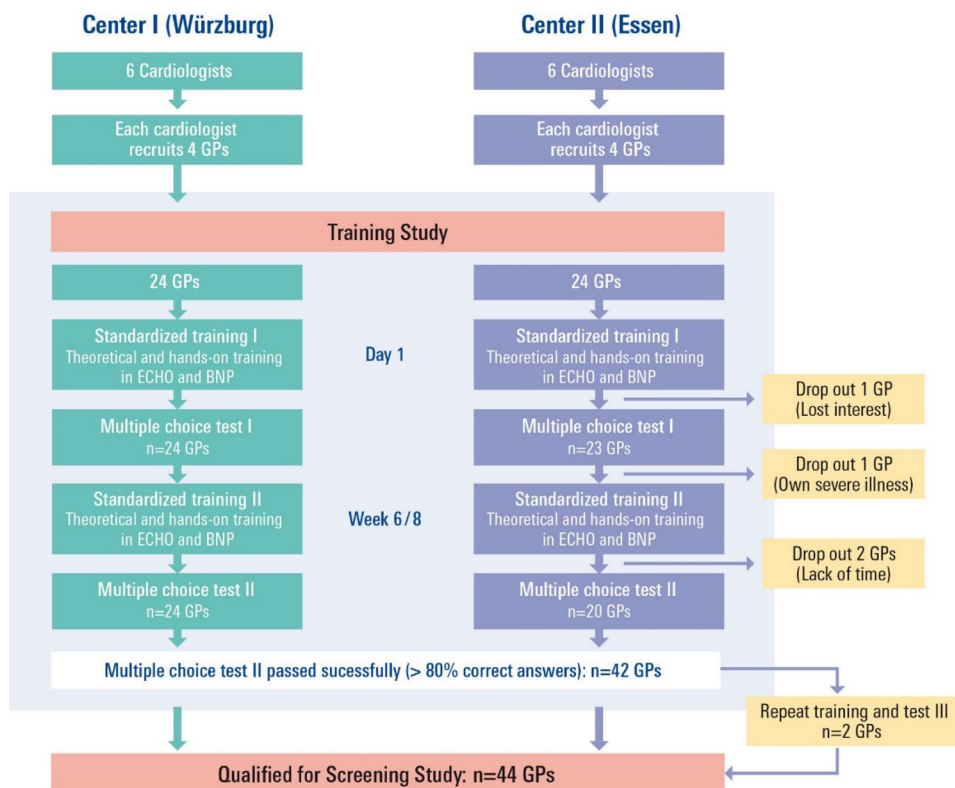 Center I (Würzburg)
Center II (Essen)
6 Cardiologists
6 Cardiologists
Each cardiologist
recruits 4 GPs
Each cardiologist
recruits 4 GPs
Training Study
24 GPs
24 GPs
Standardized training I
Theoretical and hands-on training
in ECHO and BNP
Day 1
Standardized training I
Theoretical and hands-on training
in ECHO and BNP
Drop out 1 GP
(Lost interest)
Multiple choice test I
n=24 GPs
Multiple choice test I
n=23 GPs
Drop out 1 GP
(Own severe illness)
Standardized training II
Theoretical and hands-on training
in ECHO and BNP
Week 6/8
Standardized training II
Theoretical and hands-on training
in ECHO and BNP
Drop out 2 GPs
(Lack of time)
Multiple choice test II
n=24 GPs
Multiple choice test II
n=20 GPs
Multiple choice test II passed sucessfully (> 80% correct answers): n=42 GPs
Repeat training and test III
n=2 GPs
Qualified for Screening Study: n=44 GPs